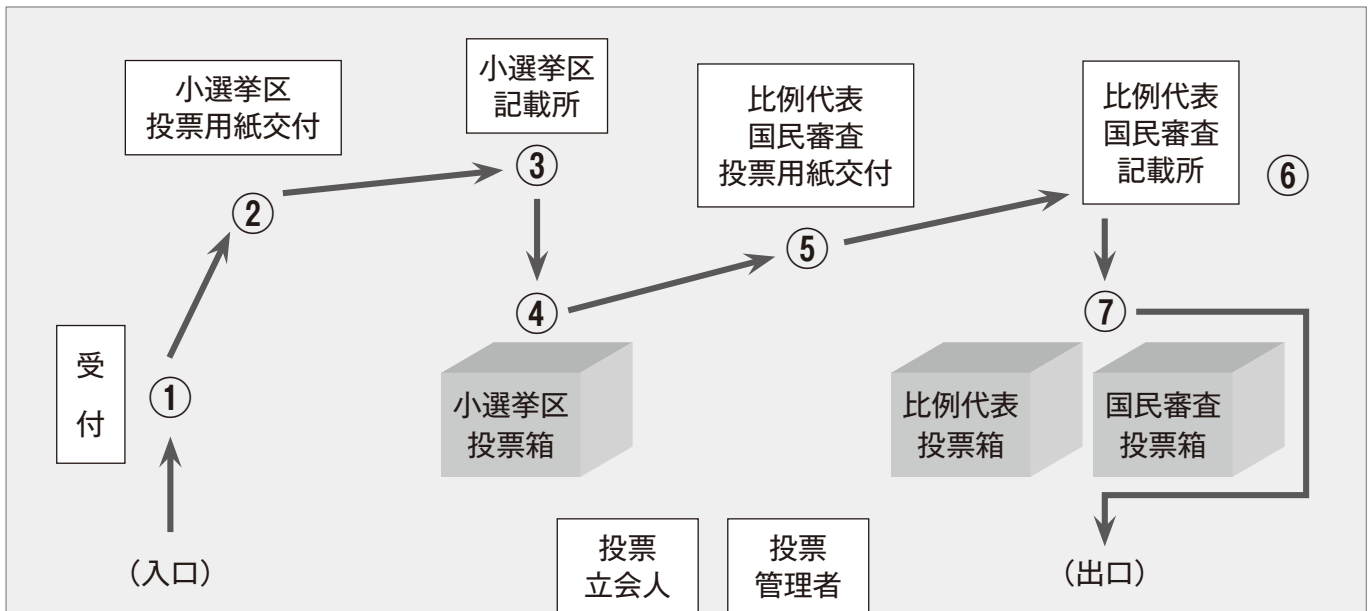 小選挙区
投票用紙交付
小選挙区
記載所
比例代表
国民審査
投票用紙交付
比例代表
国民審査
記載所
③
⑥
②
⑤
④
⑦
受
付
①
小選挙区
投票箱
比例代表
投票箱
国民審査
投票箱
投票
立会人
投票
管理者
(入口)
(出口)